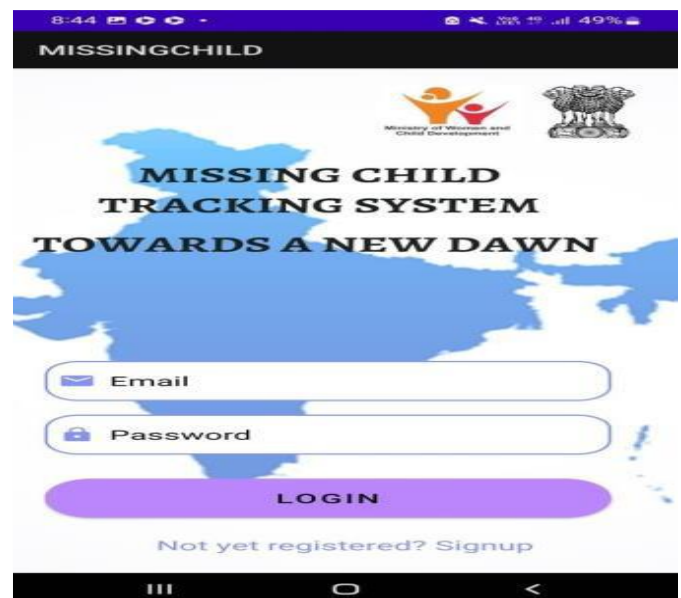 8:44
49%
MISSINGCHILD
Ministry of Women and
Child Development
MISSING CHILD
TRACKING SYSTEM
TOWARDS A NEW DAWN
Email
Password
LOGIN
Not yet registered? Signup